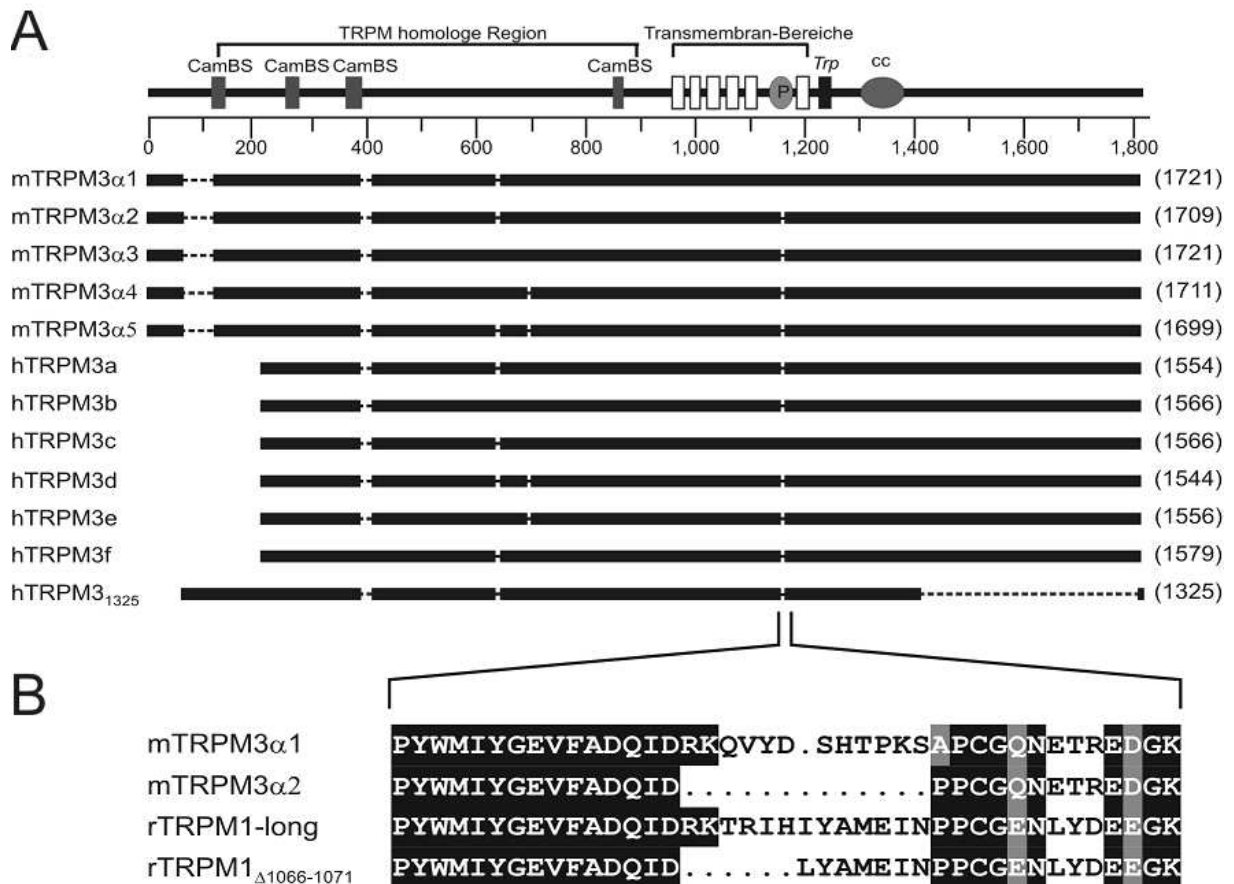 A
TRPM homologe Region Transmembran-Bereiche
CamBS CamBS CamBS CamBS Trp cc
P
0 200 400 600 800 1,000 1,200 1,400 1,600 1,800
mTRPM3α1 (1721)
mTRPM3α2 (1709)
mTRPM3α3 (1721)
mTRPM3α4 (1711)
mTRPM3α5 (1699)
hTRPM3a (1554)
hTRPM3b (1566)
hTRPM3c (1566)
hTRPM3d (1544)
hTRPM3e (1556)
hTRPM3f (1579)
hTRPM3₁₃₂₅ (1325)
B
mTRPM3α1 PYWMIYGEVFADQIDRKQVYD.SHTPKSAPCGQNETREDGK
mTRPM3α2 PYWMIYGEVFADQID.............PPCGQNETREDGK
rTRPM1-long PYWMIYGEVFADQIDRKTRIHIYAMEINPPCGENLYDEEGK
rTRPM1Δ1066-1071 PYWMIYGEVFADQID......LYAMEINPPCGENLYDEEGK